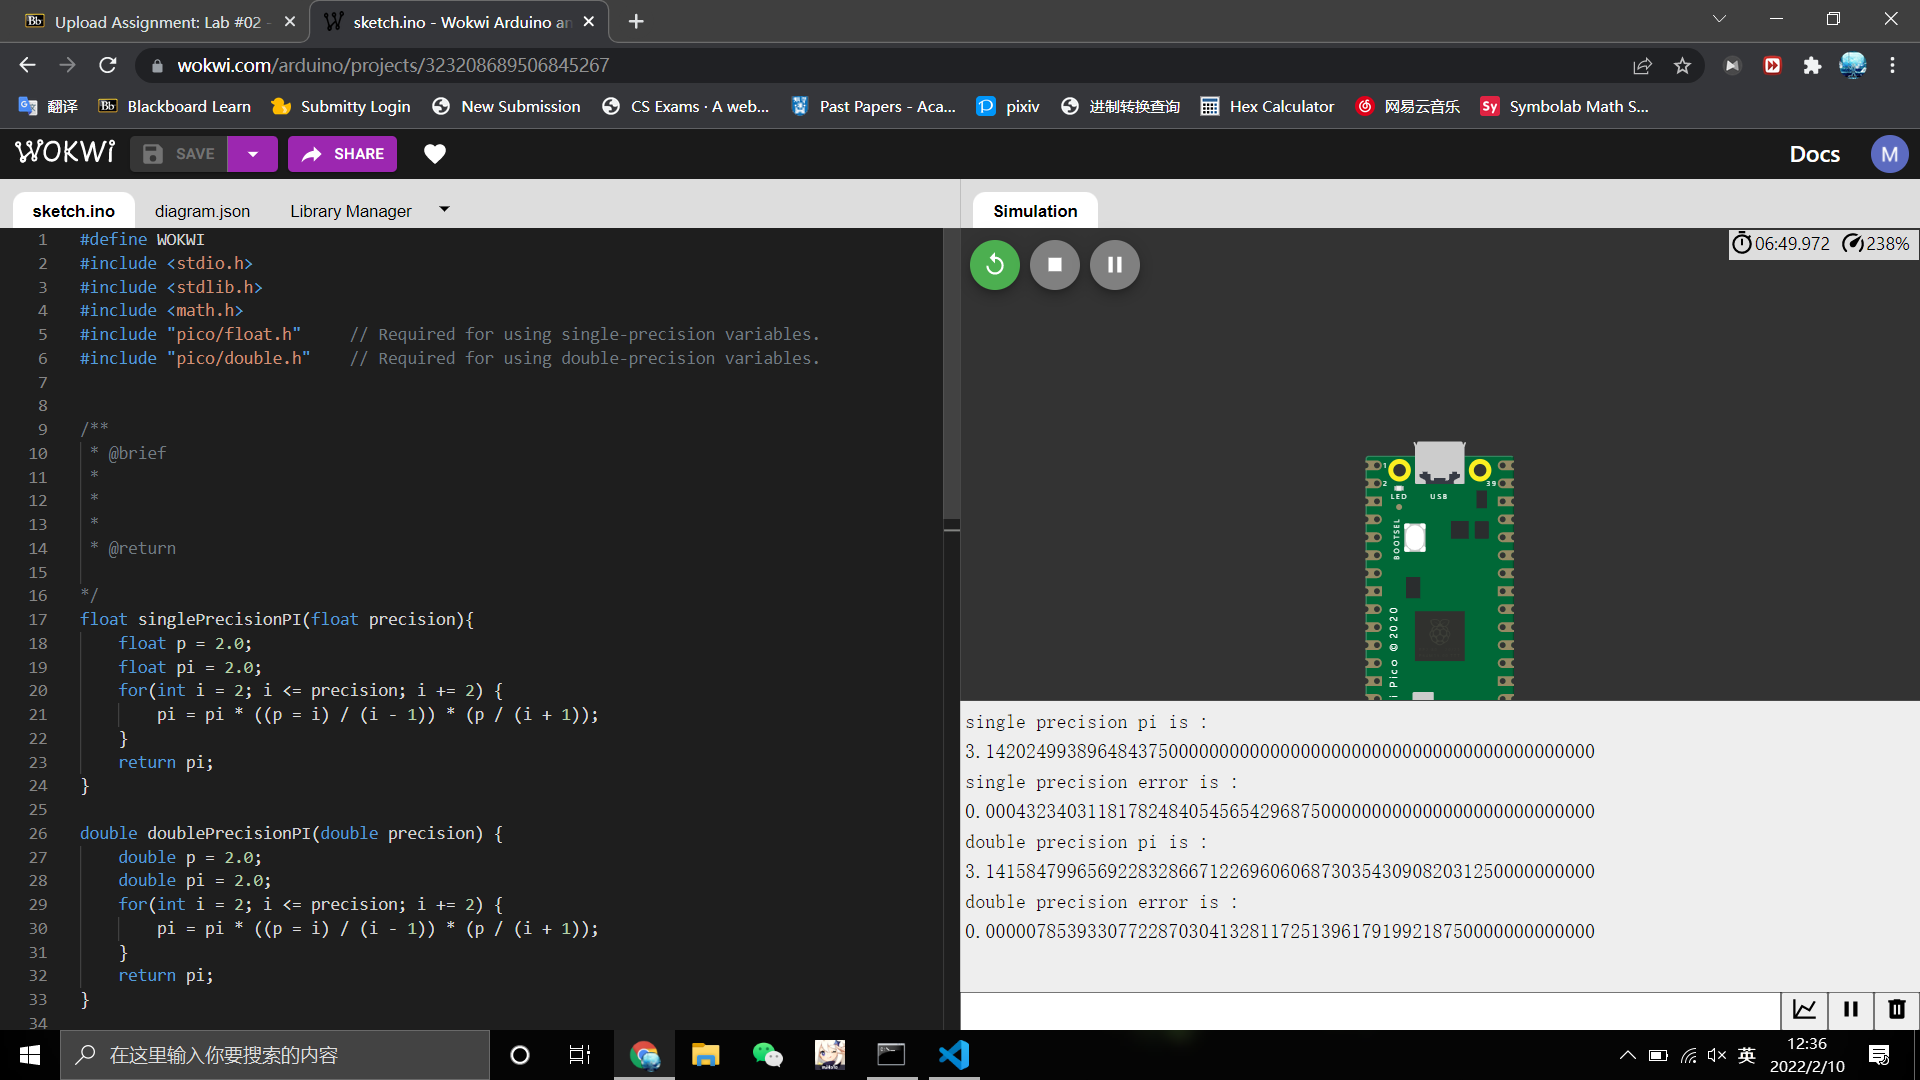 Upload Assignment: Lab #02 -
sketch.ino - Wokwi Arduino an
wokwi.com/arduino/projects/323208689506845267
翻译
Blackboard Learn
Submitty Login
New Submission
CS Exams · A web...
Past Papers - Aca...
pixiv
进制转换查询
Hex Calculator
网易云音乐
Symbolab Math S...
WOKWi
SAVE
SHARE
Docs
M
sketch.ino
diagram.json
Library Manager
Simulation
1 #define WOKWI
2 #include <stdio.h>
3 #include <stdlib.h>
4 #include <math.h>
5 #include "pico/float.h" // Required for using single-precision variables.
6 #include "pico/double.h" // Required for using double-precision variables.
7
8
9 /**
10 * @brief
11 *
12 *
13 *
14 * @return
15
16 */
17 float singlePrecisionPI(float precision){
18 float p = 2.0;
19 float pi = 2.0;
20 for(int i = 2; i <= precision; i += 2) {
21 pi = pi * ((p = i) / (i - 1)) * (p / (i + 1));
22 }
23 return pi;
24 }
25
26 double doublePrecisionPI(double precision) {
27 double p = 2.0;
28 double pi = 2.0;
29 for(int i = 2; i <= precision; i += 2) {
30 pi = pi * ((p = i) / (i - 1)) * (p / (i + 1));
31 }
32 return pi;
33 }
34
06:49.972 238%
1
2
39
LED
USB
BOOTSEL
i Pico ©2020
single precision pi is :
3.14202499389648437500000000000000000000000000000000000000000
single precision error is :
0.00043234031181782484054565429687500000000000000000000000000
double precision pi is :
3.14158479965692283286671226960606873035430908203125000000000
double precision error is :
0.00000785393307722870304132811725139617919921875000000000000
在这里输入你要搜索的内容
英
12:36
2022/2/10